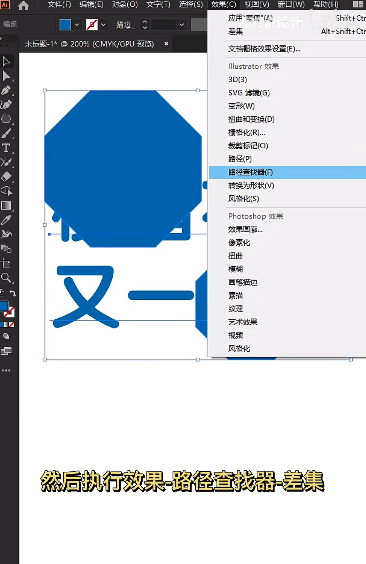 Ai
文件(F) 编辑(E) 对象(O) 文字(T) 选择(S) 效果(C) 视图(V) 窗口(W) 帮助(H)
编组
描边
应用"差集"(A) Shift+Ctrl+
差集 Alt+Shift+Ctrl+
文档栅格效果设置(E)...
@ 200% (CMYK/GPU 预览) ×
Illustrator 效果
3D(3)
SVG 滤镜(G)
变形(W)
扭曲和变换(D)
栅格化(R)...
裁剪标记(O)
路径(P)
路径查找器(F)
转换为形状(V)
风格化(S)
Photoshop 效果
效果画廊...
像素化
扭曲
模糊
画笔描边
素描
纹理
艺术效果
视频
风格化
又一
然后执行效果-路径查找器-差集